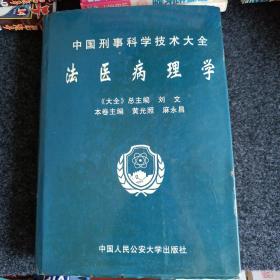 中国刑事科学技术大全
法医病理学
《大全》总主编 刘文
本卷主编 黄光照 麻永昌
中国人民公安大学出版社